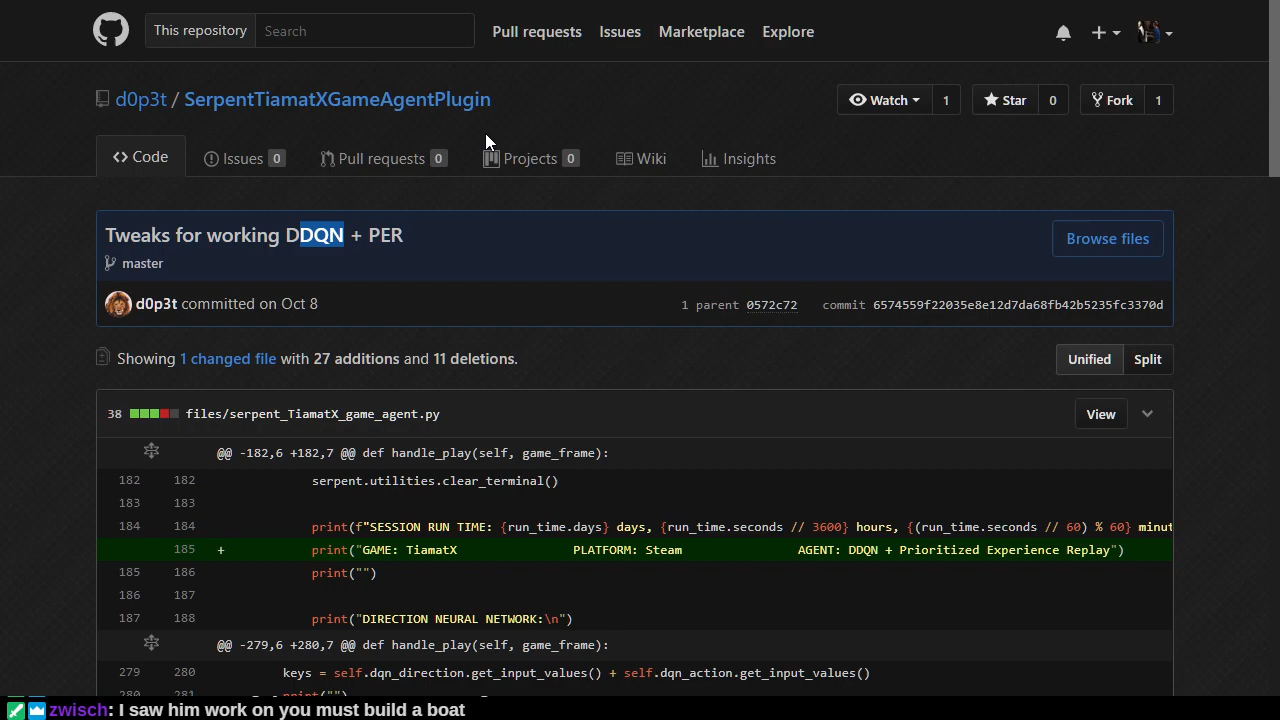 This repository Search Pull requests Issues Marketplace Explore
d0p3t / SerpentTiamatXGameAgentPlugin Watch 1 Star 0 Fork 1
Code Issues 0 Pull requests 0 Projects 0 Wiki Insights
Tweaks for working DDQN + PER Browse files
master
d0p3t committed on Oct 8 1 parent 0572c72 commit 6574559f22035e8e12d7da68fb42b5235fc3370d
Showing 1 changed file with 27 additions and 11 deletions. Unified Split
38 files/serpent_TiamatX_game_agent.py View
@@ -182,6 +182,7 @@ def handle_play(self, game_frame):
182 182 serpent.utilities.clear_terminal()
183 183
184 184 print(f"SESSION RUN TIME: {run_time.days} days, {run_time.seconds // 3600} hours, {(run_time.seconds // 60) % 60} minut
185 + print("GAME: TiamatX PLATFORM: Steam AGENT: DDQN + Prioritized Experience Replay")
185 186 print("")
186 187
187 188 print("DIRECTION NEURAL NETWORK:\n")
@@ -279,6 +280,7 @@ def handle_play(self, game_frame):
279 280 keys = self.dqn_direction.get_input_values() + self.dqn_action.get_input_values()
280 281 print("")
zwisch: I saw him work on you must build a boat